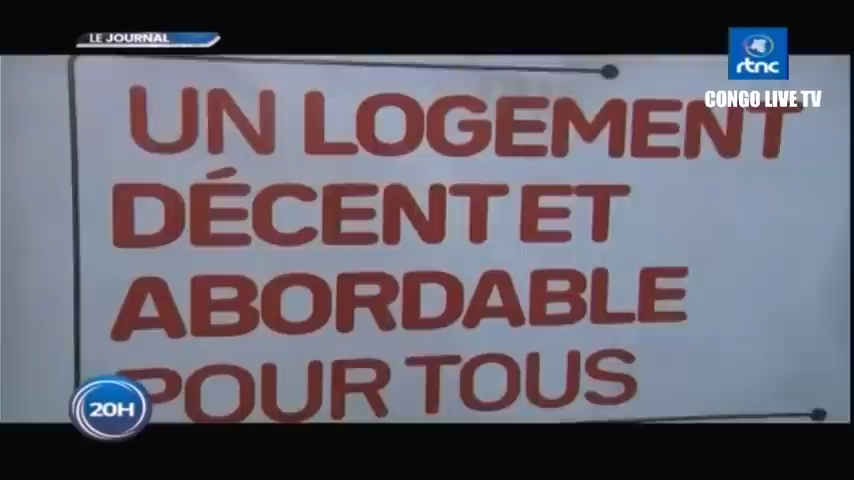 LE JOURNAL
rtnc
CONGO LIVE TV
UN LOGEMENT
DÉCENT ET
ABORDABLE
POUR TOUS
20H